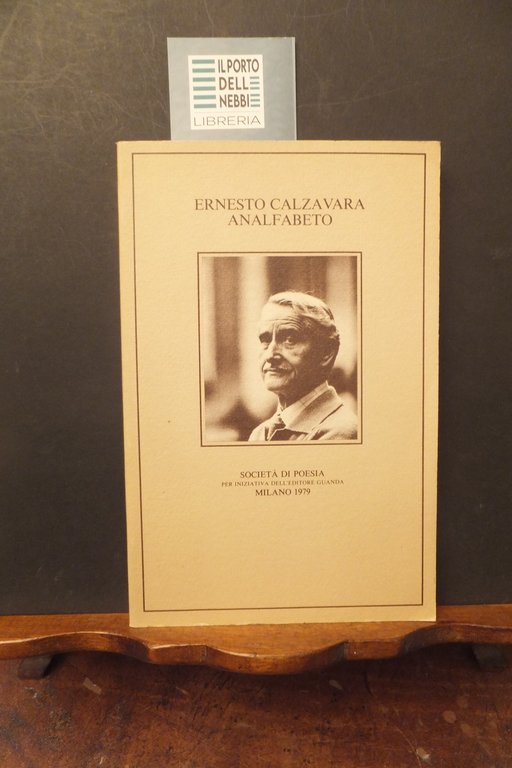 IL PORTO
DELL
NEBBI
LIBRERIA
ERNESTO CALZAVARA
ANALFABETO
SOCIETÀ DI POESIA
PER INIZIATIVA DELL'EDITORE GUANDA
MILANO 1979